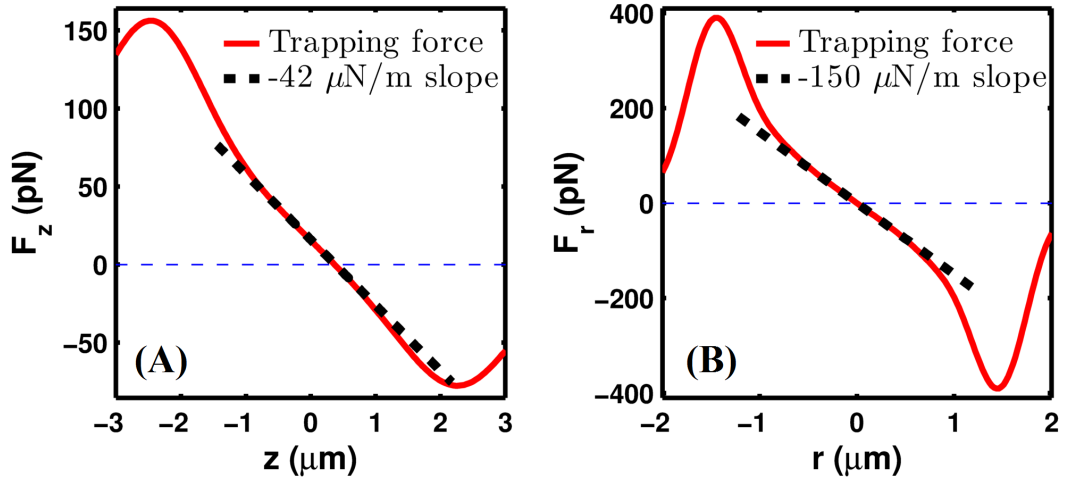 Trapping force
-42 μN/m slope
F_z (pN)
150
100
50
0
−50
(A)
−3 −2 −1 0 1 2 3
z (μm)
Trapping force
-150 μN/m slope
F_r (pN)
400
200
0
−200
−400
(B)
−2 −1 0 1 2
r (μm)